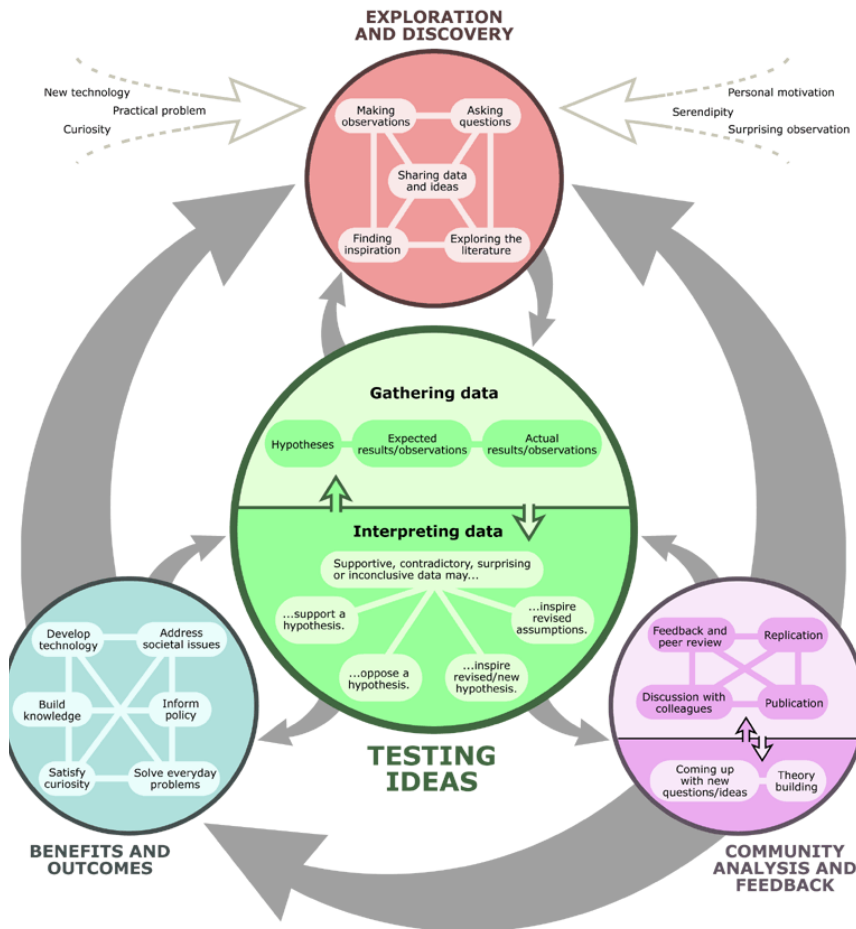 EXPLORATION
AND DISCOVERY
New technology
Practical problem
Curiosity
Personal motivation
Serendipity
Surprising observation
Making
observations
Asking
questions
Sharing data
and ideas
Finding
inspiration
Exploring the
literature
Gathering data
Hypotheses
Expected
results/observations
Actual
results/observations
Interpreting data
Supportive, contradictory, surprising
or inconclusive data may...
...support a
hypothesis.
...oppose a
hypothesis.
...inspire
revised/new
hypothesis.
...inspire
revised
assumptions.
TESTING
IDEAS
Develop
technology
Address
societal issues
Build
knowledge
Inform
policy
Satisfy
curiosity
Solve everyday
problems
BENEFITS AND
OUTCOMES
Feedback and
peer review
Replication
Discussion with
colleagues
Publication
Coming up
with new
questions/ideas
Theory
building
COMMUNITY
ANALYSIS AND
FEEDBACK